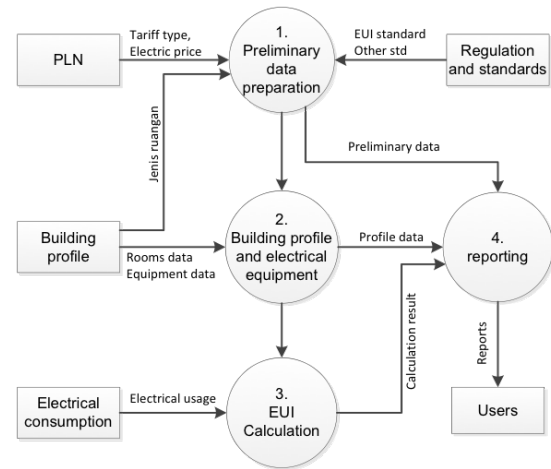 PLN
Tariff type,
Electric price
1.
Preliminary
data
preparation
EUI standard
Other std
Regulation
and standards
Jenis ruangan
Preliminary data
Building
profile
Rooms data
Equipment data
2.
Building profile
and electrical
equipment
Profile data
4.
reporting
Calculation result
Reports
Electrical
consumption
Electrical usage
3.
EUI
Calculation
Users